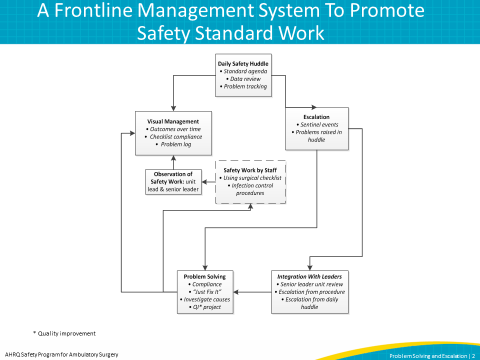 A Frontline Management System To Promote
Safety Standard Work
Daily Safety Huddle
• Standard agenda
• Data review
• Problem tracking
Visual Management
• Outcomes over time
• Checklist compliance
• Problem log
Escalation
• Sentinel events
• Problems raised in
huddle
Observation of
Safety Work: unit
lead & senior leader
Safety Work by Staff
• Using surgical checklist
• Infection control
procedures
Problem Solving
• Compliance
• "Just Fix It"
• Investigate causes
• QI* project
Integration With Leaders
• Senior leader unit review
• Escalation from procedure
• Escalation from daily
huddle
* Quality improvement
AHRQ Safety Program for Ambulatory Surgery
Problem Solving and Escalation | 2